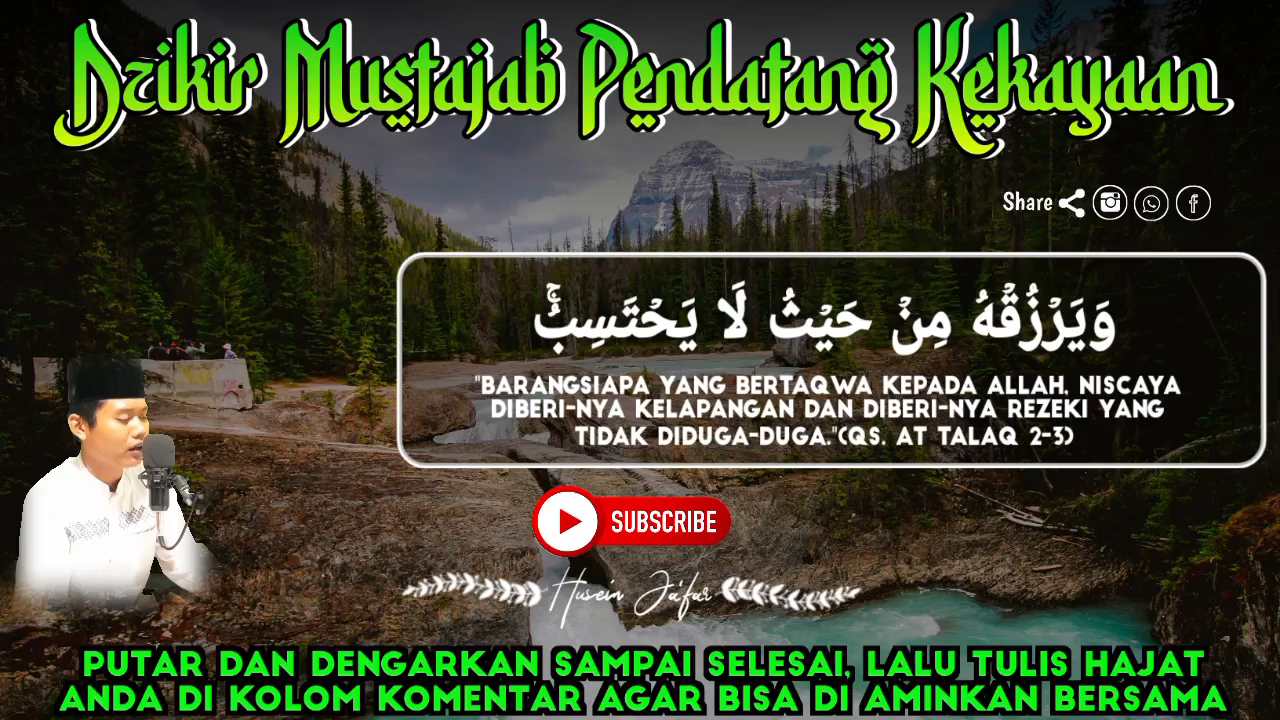 Dzikir Mustajab Pendatang Kekayaan
Share
وَيَرْزُقْهُ مِنْ حَيْثُ لَا يَحْتَسِبُۚ
"BARANGSIAPA YANG BERTAQWA KEPADA ALLAH, NISCAYA
DIBERI-NYA KELAPANGAN DAN DIBERI-NYA REZEKI YANG
TIDAK DIDUGA-DUGA."(QS. AT TALAQ 2-3)
SUBSCRIBE
Husein Ja'far
PUTAR DAN DENGARKAN SAMPAI SELESAI, LALU TULIS HAJAT
ANDA DI KOLOM KOMENTAR AGAR BISA DI AMINKAN BERSAMA